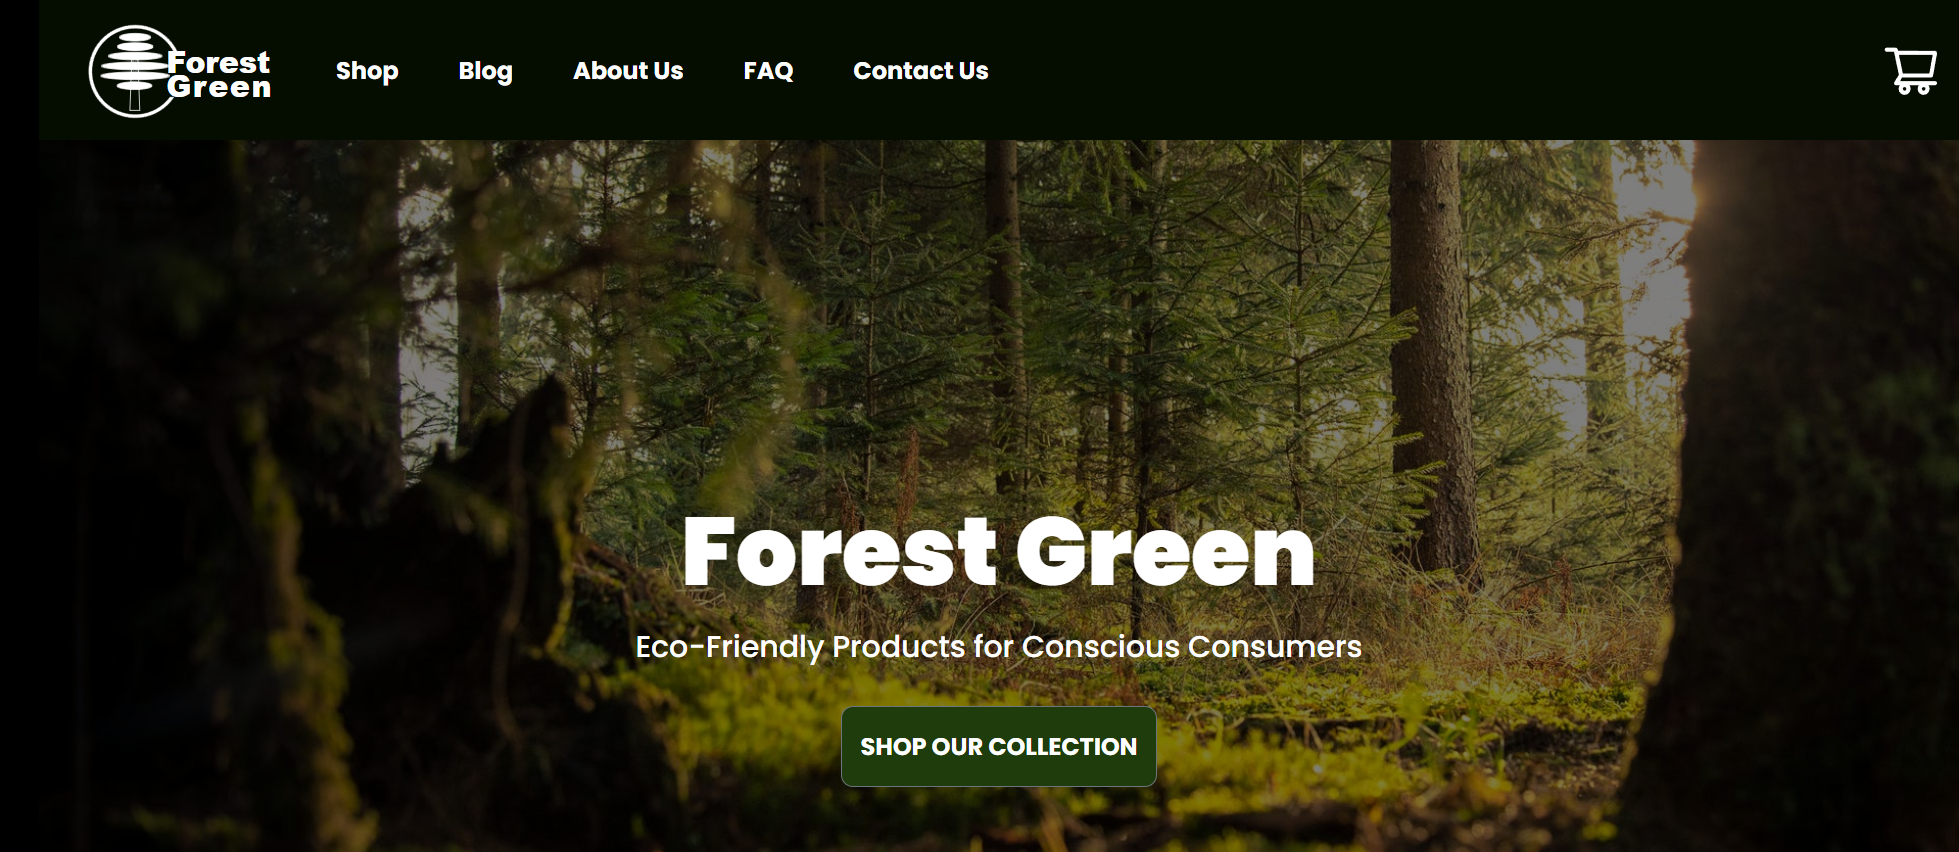 Forest
Green
Shop Blog About Us FAQ Contact Us
Forest Green
Eco-Friendly Products for Conscious Consumers
SHOP OUR COLLECTION